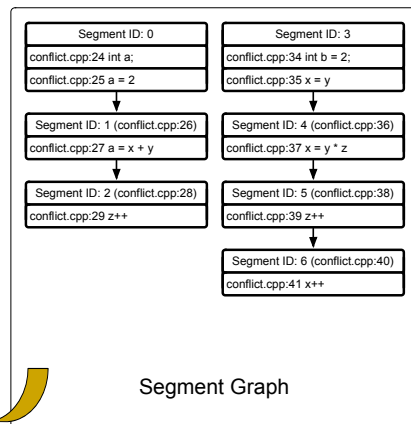 Segment ID: 0
conflict.cpp:24 int a;
conflict.cpp:25 a = 2
Segment ID: 1 (conflict.cpp:26)
conflict.cpp:27 a = x + y
Segment ID: 2 (conflict.cpp:28)
conflict.cpp:29 z++
Segment ID: 3
conflict.cpp:34 int b = 2;
conflict.cpp:35 x = y
Segment ID: 4 (conflict.cpp:36)
conflict.cpp:37 x = y * z
Segment ID: 5 (conflict.cpp:38)
conflict.cpp:39 z++
Segment ID: 6 (conflict.cpp:40)
conflict.cpp:41 x++
Segment Graph